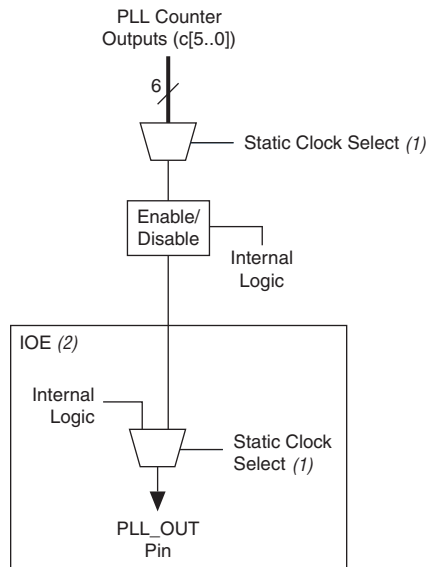 PLL Counter
Outputs (c[5..0])
6
Static Clock Select (1)
Enable/
Disable
Internal
Logic
IOE (2)
Internal
Logic
Static Clock
Select (1)
PLL_OUT
Pin